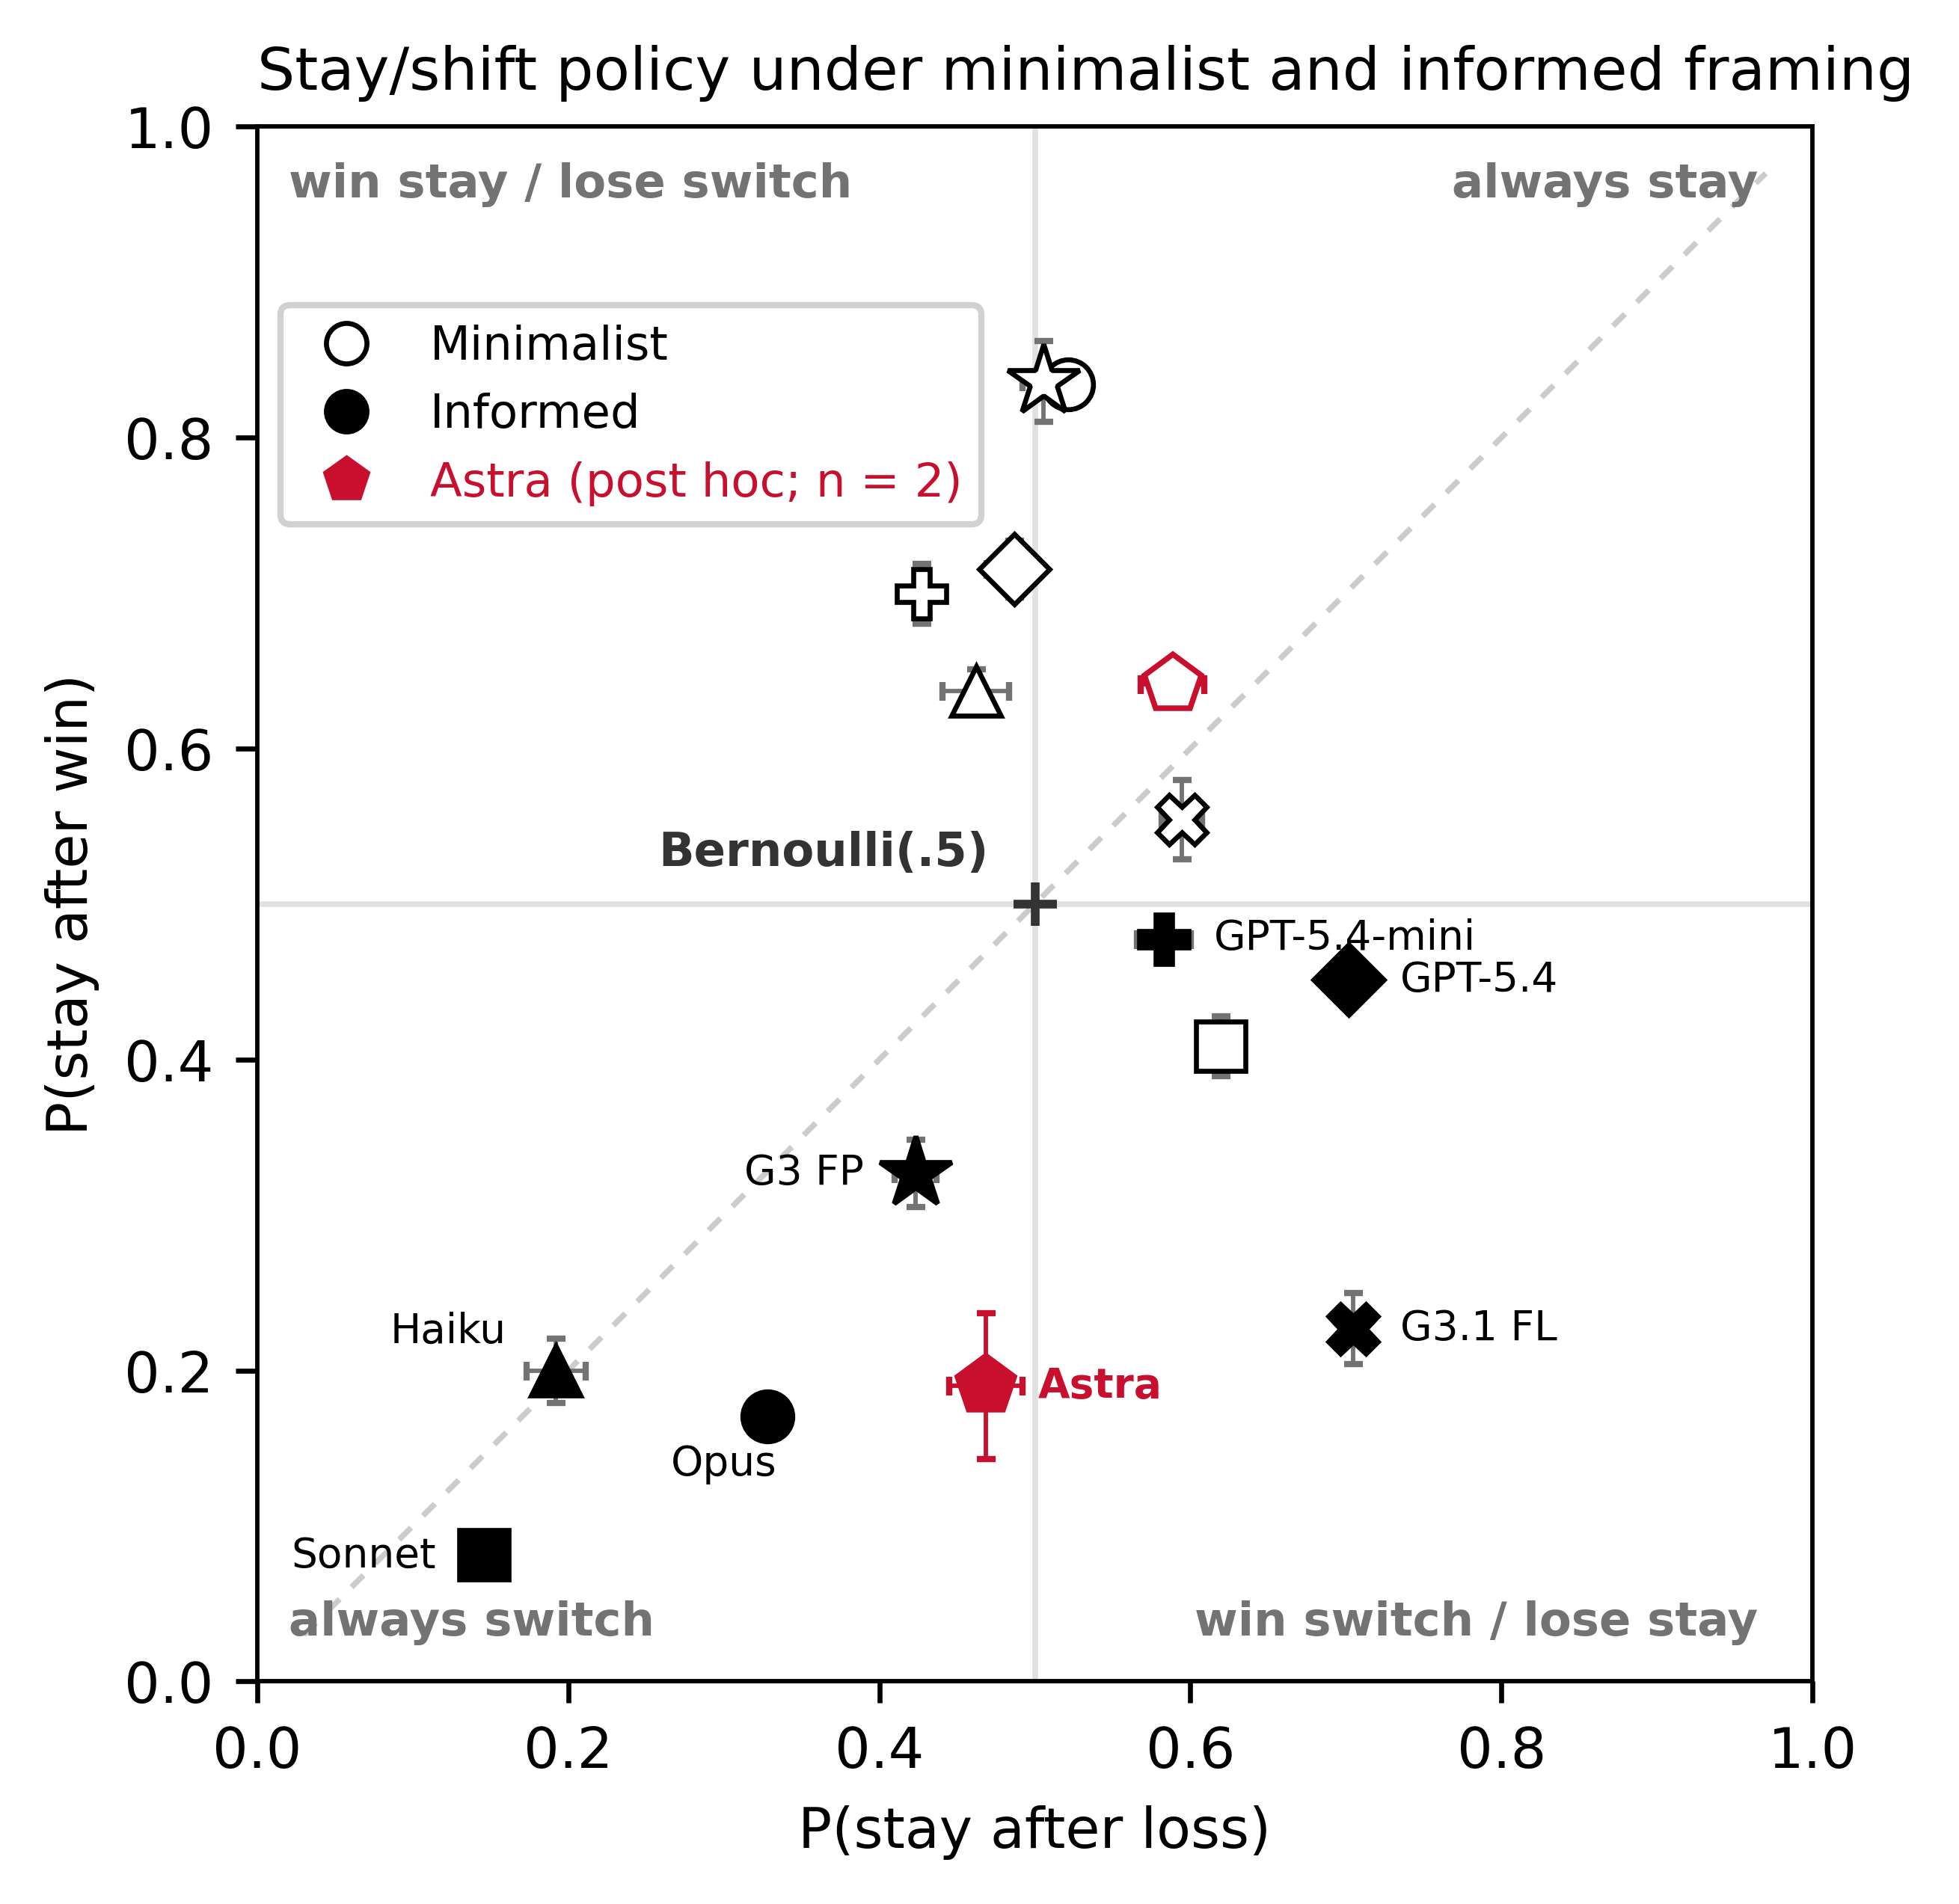 Stay/shift policy under minimalist and informed framing
1.0
win stay / lose switch
always stay
Minimalist
Informed
Astra (post hoc; n = 2)
0.8
0.6
P(stay after win)
Bernoulli(.5)
GPT-5.4-mini
GPT-5.4
0.4
G3 FP
Haiku
G3.1 FL
0.2
Astra
Opus
Sonnet
always switch
win switch / lose stay
0.0
0.0
0.2
0.4
0.6
0.8
1.0
P(stay after loss)